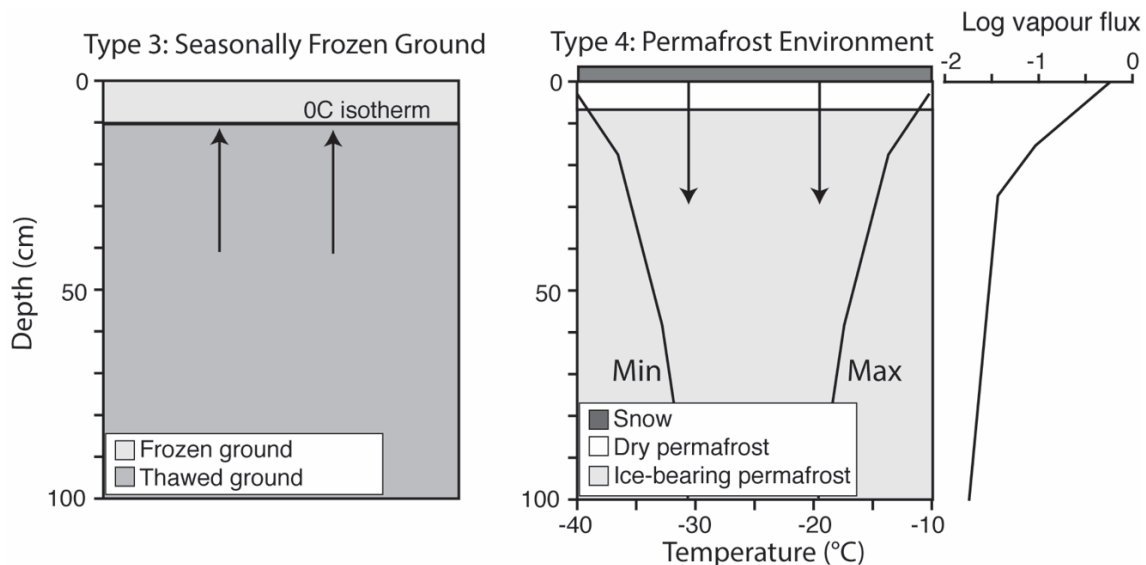 Type 3: Seasonally Frozen Ground
0
0C isotherm
Depth (cm)
50
Frozen ground
Thawed ground
100
Type 4: Permafrost Environment
0
50
Min
Max
Snow
Dry permafrost
Ice-bearing permafrost
100
-40 -30 -20 -10
Temperature (°C)
Log vapour flux
-2 -1 0